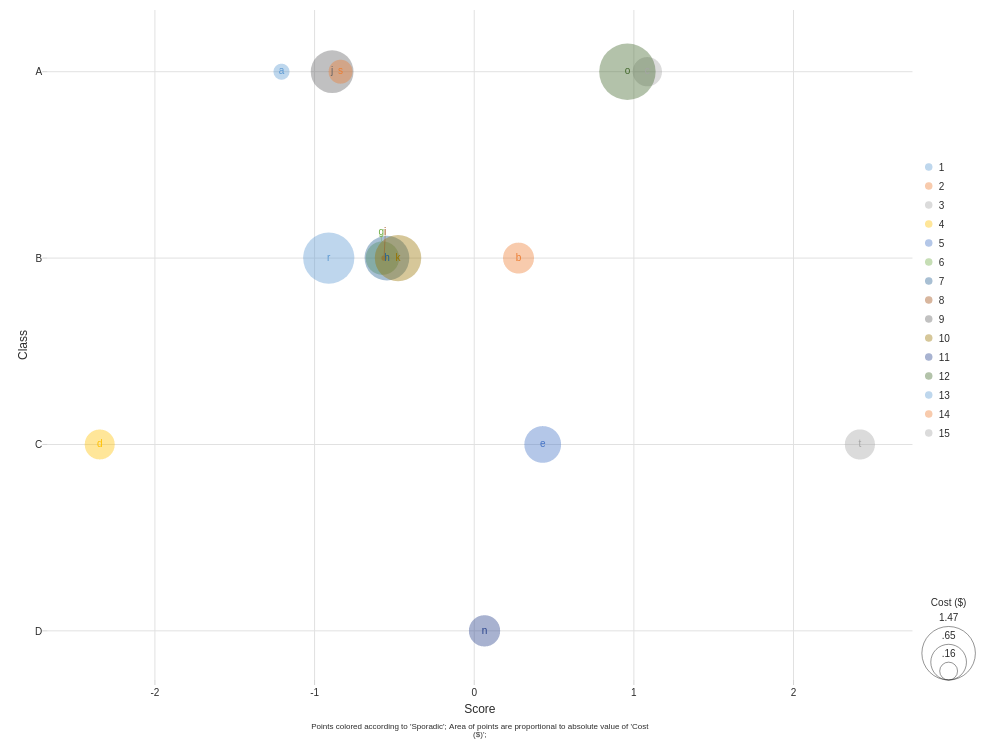 A
a
j
s
o
gi
B
r
h
k
b
Class
C
d
e
t
D
n
-2
-1
0
1
2
Score
Points colored according to 'Sporadic'; Area of points are proportional to absolute value of 'Cost
($)';
1
2
3
4
5
6
7
8
9
10
11
12
13
14
15
Cost ($)
1.47
.65
.16